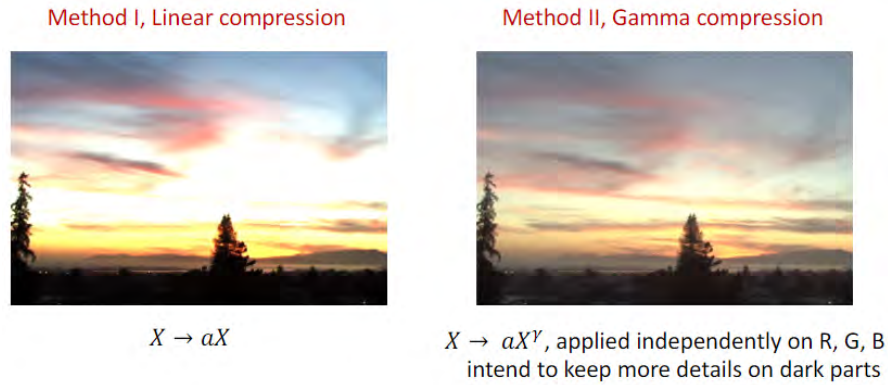 Method I, Linear compression
Method II, Gamma compression
X → aX
X → aX^γ, applied independently on R, G, B
intend to keep more details on dark parts